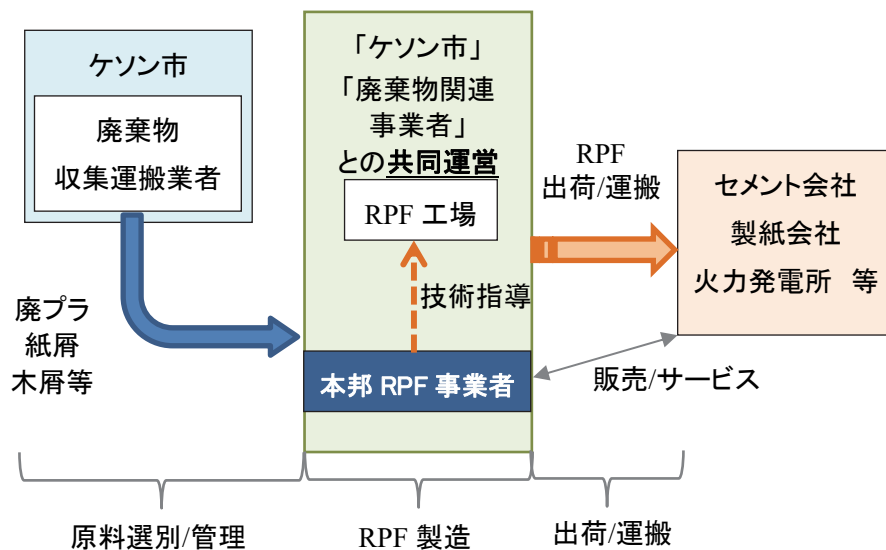 ケソン市
廃棄物
収集運搬業者
廃プラ
紙屑
木屑等
「ケソン市」
「廃棄物関連
事業者」
との共同運営
RPF 工場
技術指導
本邦 RPF 事業者
RPF
出荷/運搬
セメント会社
製紙会社
火力発電所 等
販売/サービス
原料選別/管理
RPF 製造
出荷/運搬